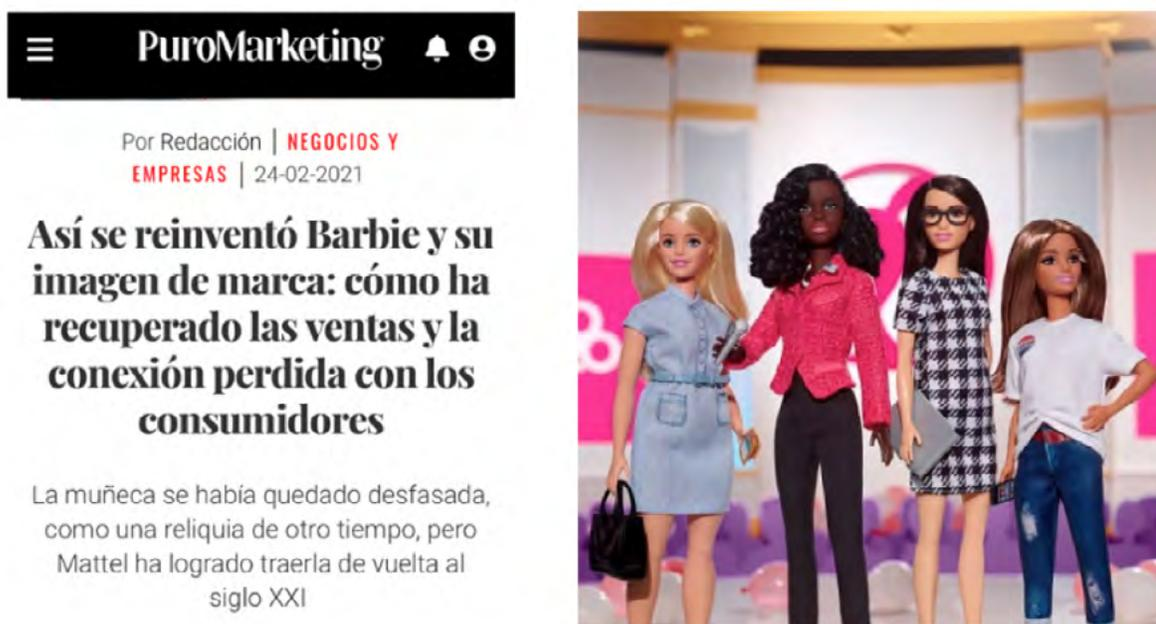 PuroMarketing
Por Redacción | NEGOCIOS Y
EMPRESAS | 24-02-2021
Así se reinventó Barbie y su
imagen de marca: cómo ha
recuperado las ventas y la
conexión perdida con los
consumidores
La muñeca se había quedado desfasada,
como una reliquia de otro tiempo, pero
Mattel ha logrado traerla de vuelta al
siglo XXI